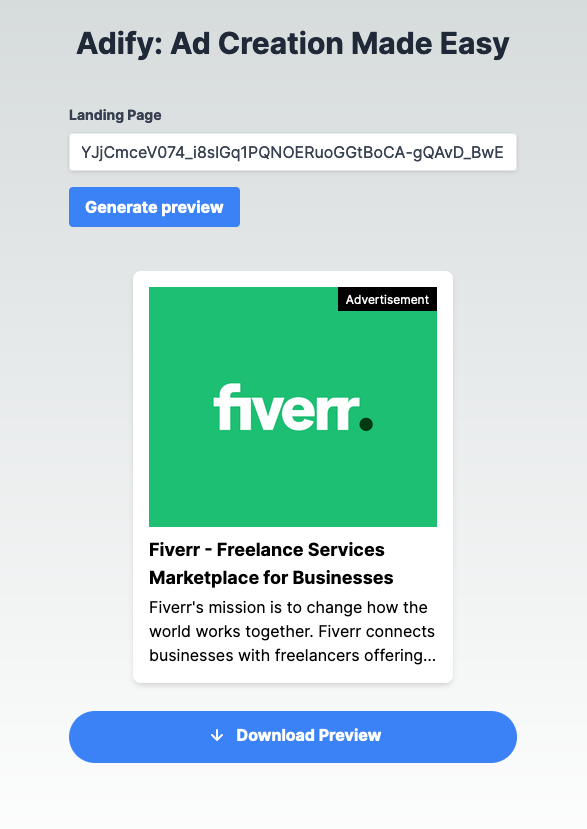 Adify: Ad Creation Made Easy
Landing Page
YJjCmceV074_i8sIGq1PQNOERuoGGtBoCA-gQAvD_BwE
Generate preview
Advertisement
fiverr.
Fiverr - Freelance Services
Marketplace for Businesses
Fiverr's mission is to change how the
world works together. Fiverr connects
businesses with freelancers offering...
Download Preview